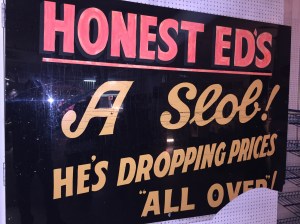 HONEST ED'S
A Slob!
HE'S DROPPING PRICES
"ALL OVER"!